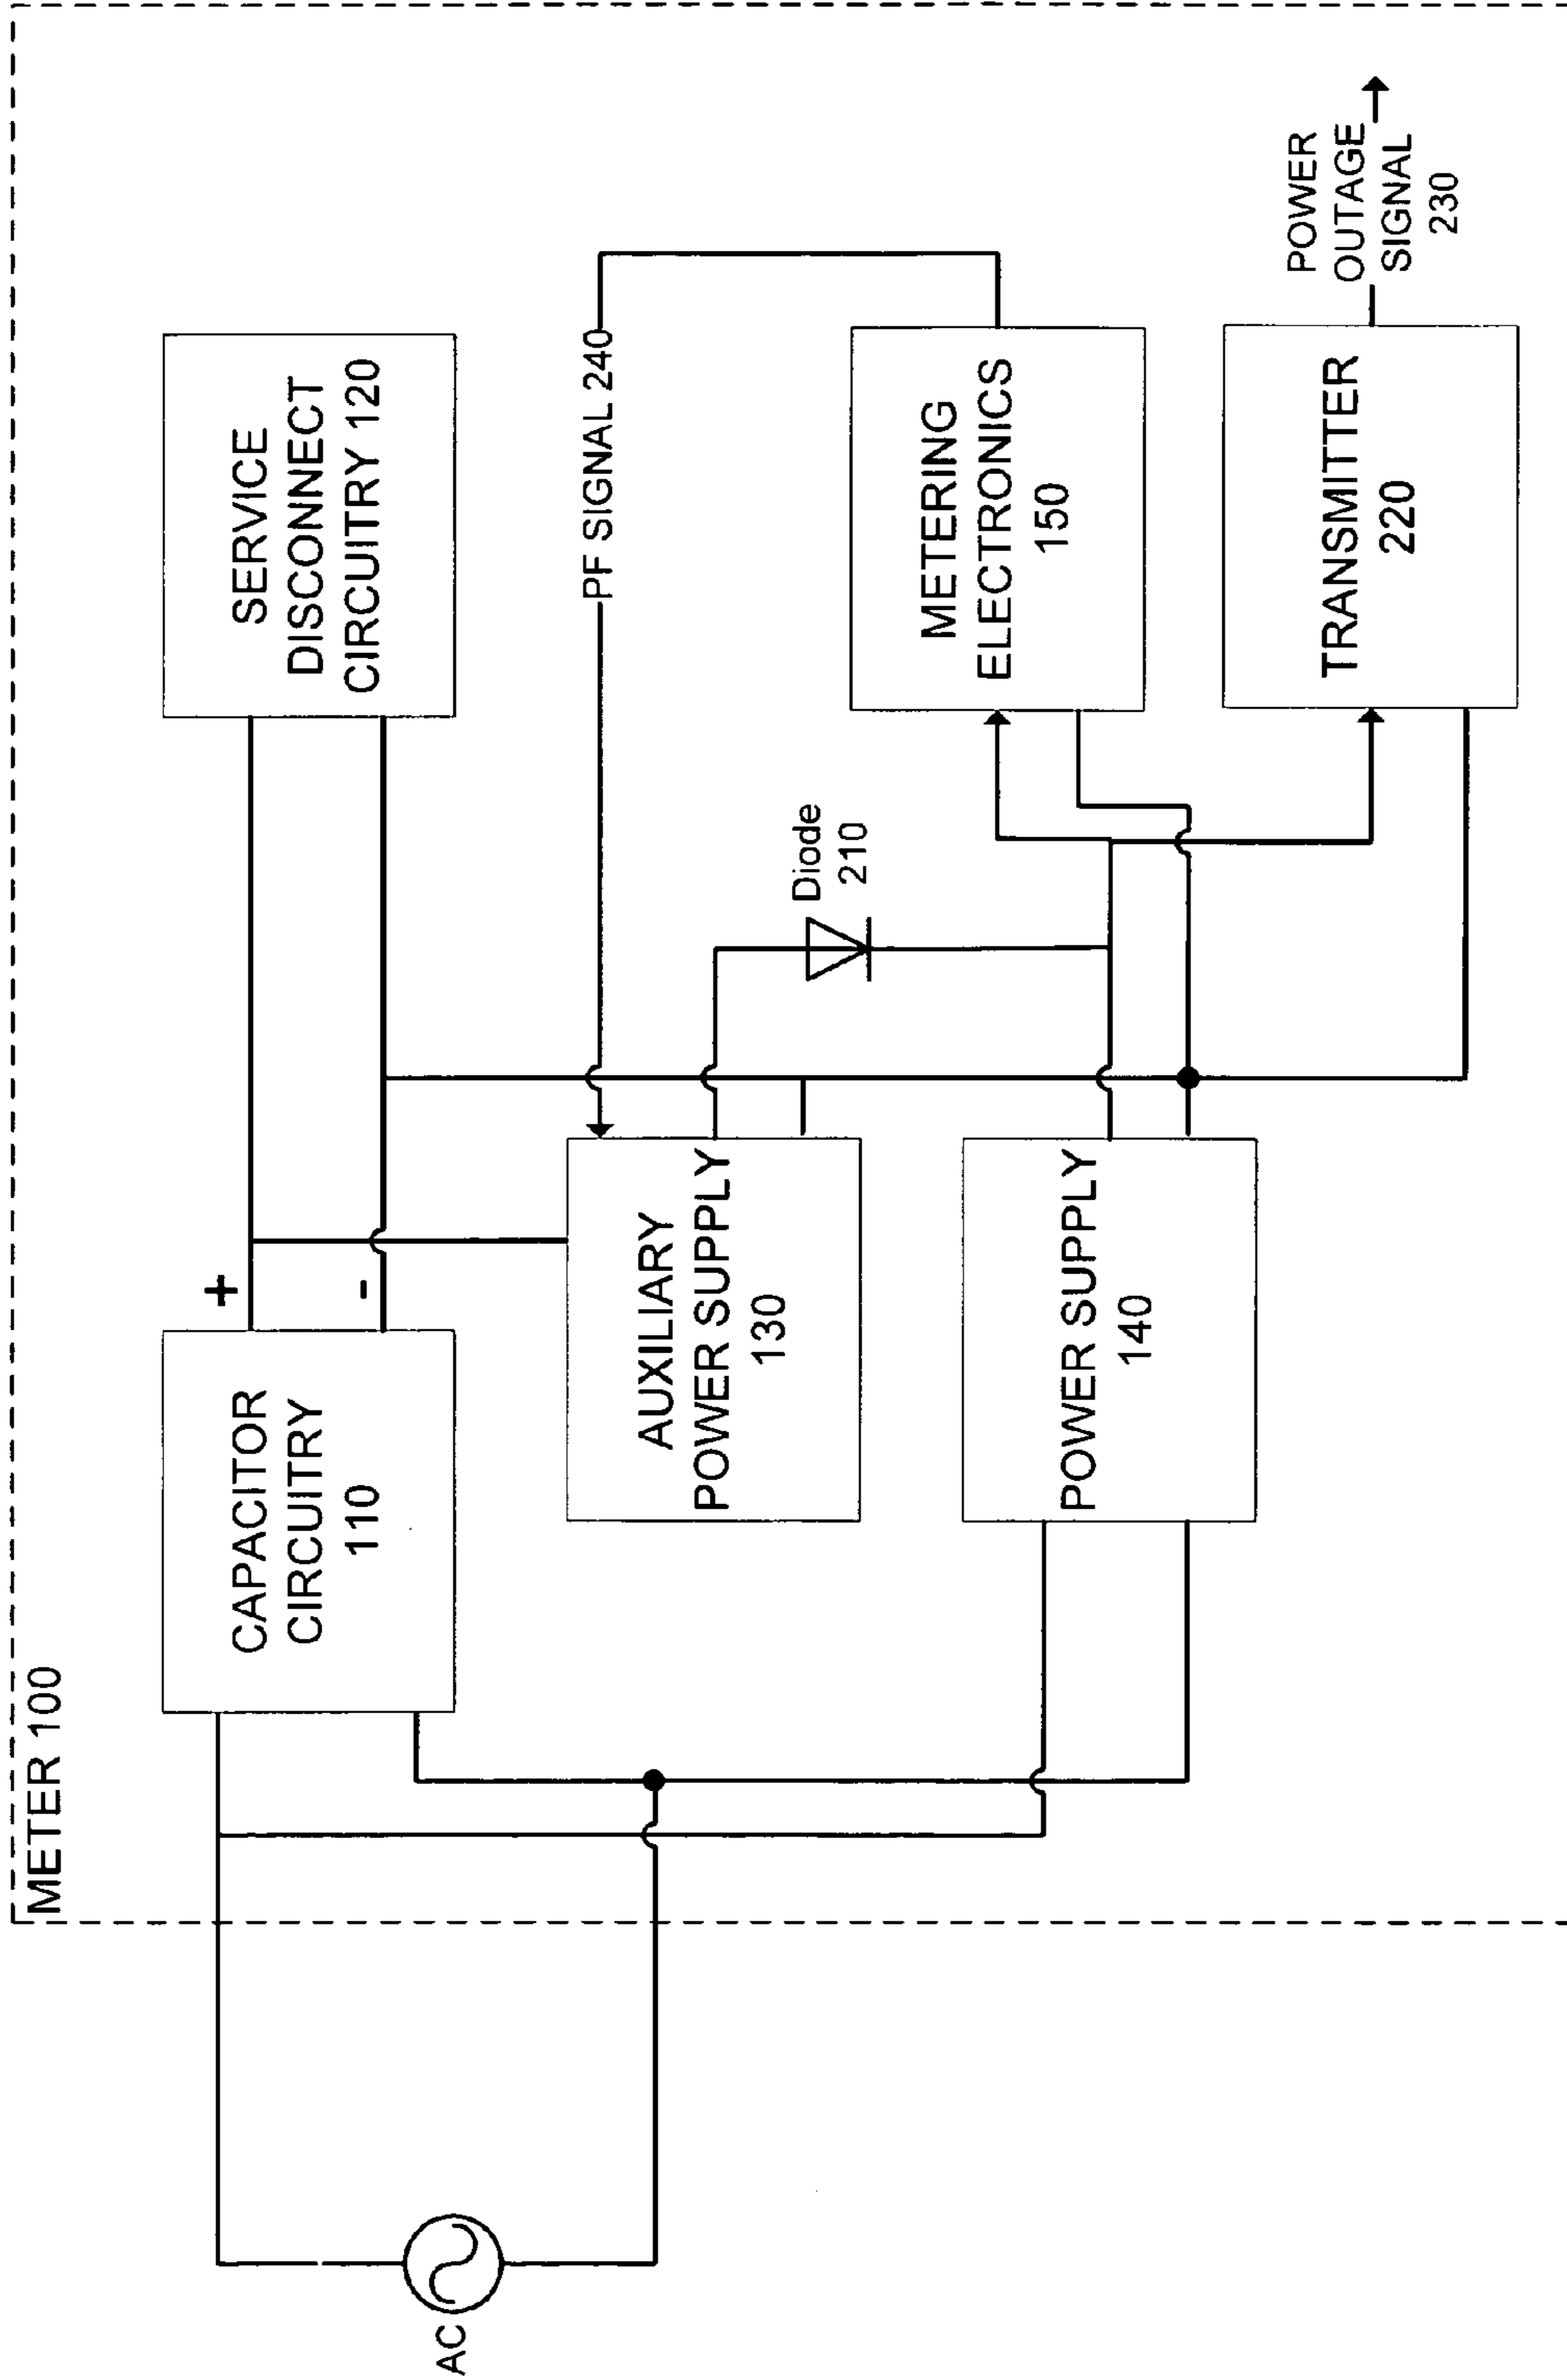 METER 100
CAPACITOR
CIRCUITRY
110
+
-
SERVICE
DISCONNECT
CIRCUITRY 120
AC
AUXILIARY
POWER SUPPLY
130
PF SIGNAL 240
Diode
210
POWER SUPPLY
140
METERING
ELECTRONICS
150
TRANSMITTER
220
POWER
OUTAGE
SIGNAL
230